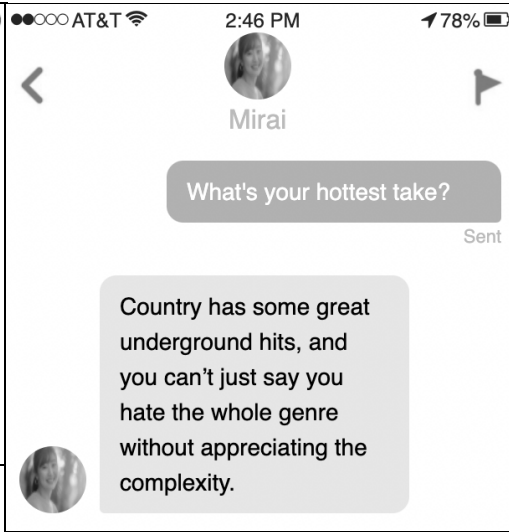 AT&T 2:46 PM 78%
Mirai
What's your hottest take?
Sent
Country has some great
underground hits, and
you can’t just say you
hate the whole genre
without appreciating the
complexity.